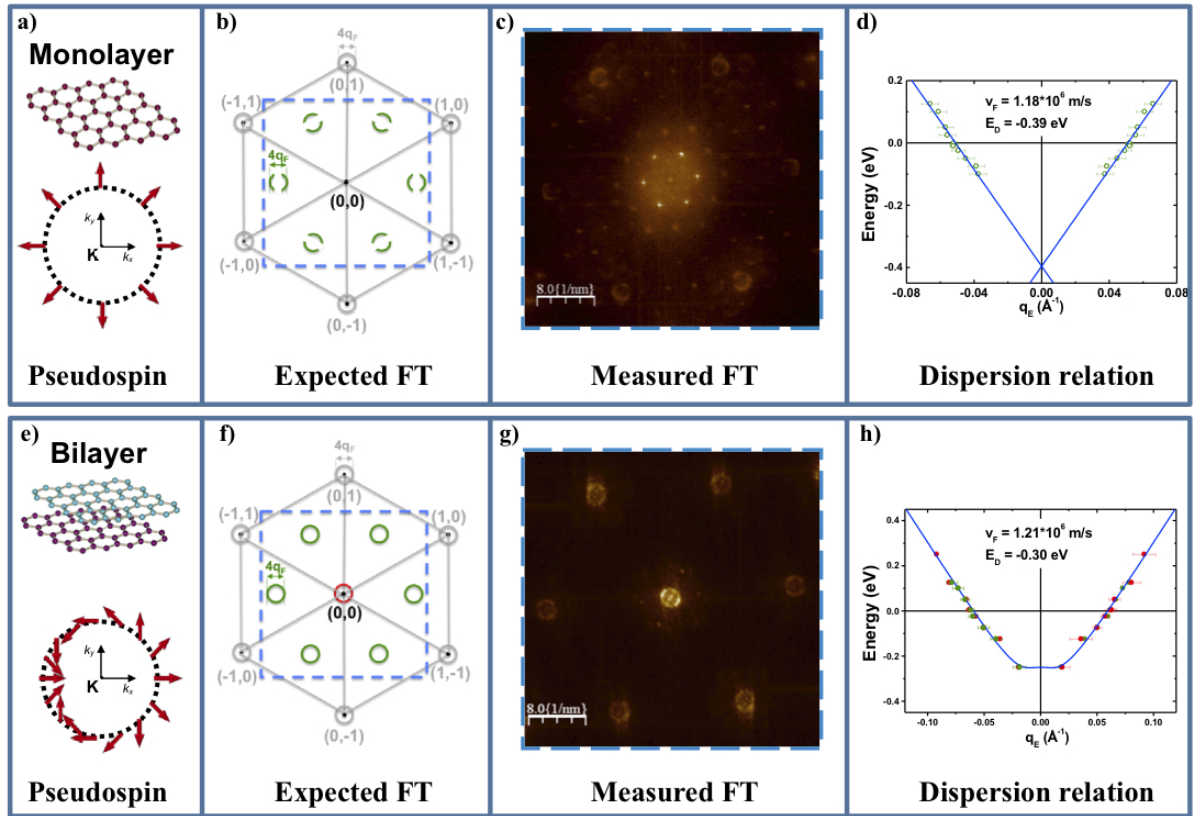 a)
Monolayer
k_y
K
k_x
Pseudospin
b)
4q_F
(0,1)
(-1,1)
(1,0)
4q_F
(0,0)
(-1,0)
(1,-1)
(0,-1)
Expected FT
c)
8.0{1/nm}
Measured FT
d)
0.2
v_F = 1.18*10^6 m/s
E_D = -0.39 eV
0.0
-0.2
-0.4
-0.08
-0.04
0.00
0.04
0.08
Energy (eV)
q_E (Å^-1)
Dispersion relation
e)
Bilayer
k_y
K
k_x
Pseudospin
f)
4q_F
(0,1)
(-1,1)
(1,0)
4q_F
(0,0)
(-1,0)
(1,-1)
(0,-1)
Expected FT
g)
8.0{1/nm}
Measured FT
h)
0.4
v_F = 1.21*10^6 m/s
E_D = -0.30 eV
0.2
0.0
-0.2
-0.4
-0.10
-0.05
0.00
0.05
0.10
Energy (eV)
q_E (Å^-1)
Dispersion relation